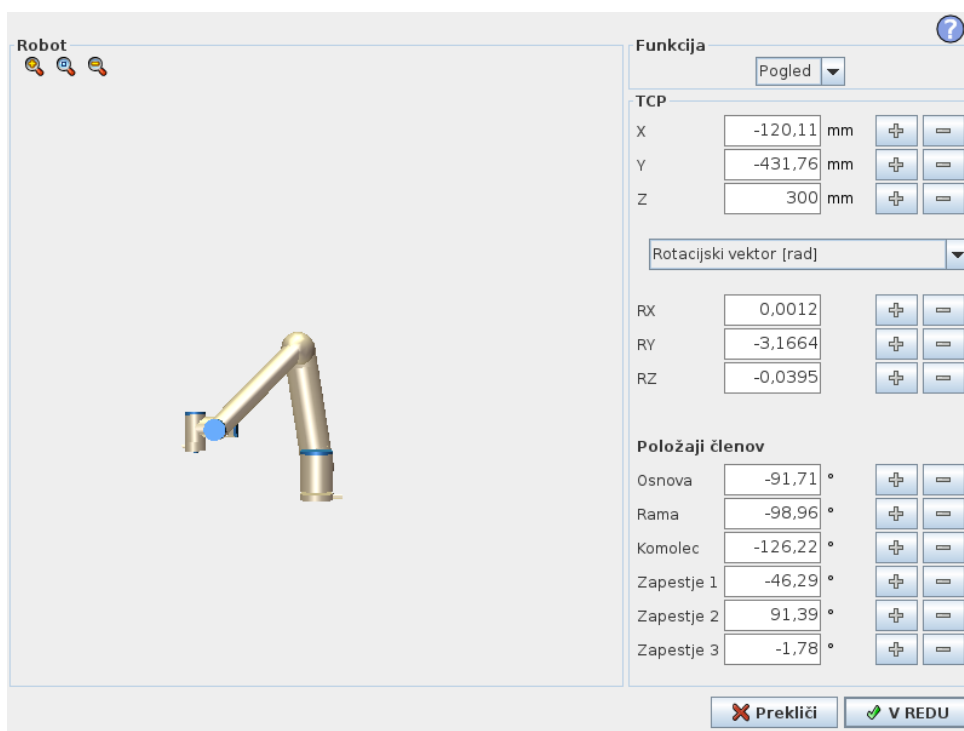 Robot
Funkcija
Pogled
TCP
X -120,11 mm
Y -431,76 mm
Z 300 mm
Rotacijski vektor [rad]
RX 0,0012
RY -3,1664
RZ -0,0395
Položaji členov
Osnova -91,71 °
Rama -98,96 °
Komolec -126,22 °
Zapestje 1 -46,29 °
Zapestje 2 91,39 °
Zapestje 3 -1,78 °
Prekliči V REDU